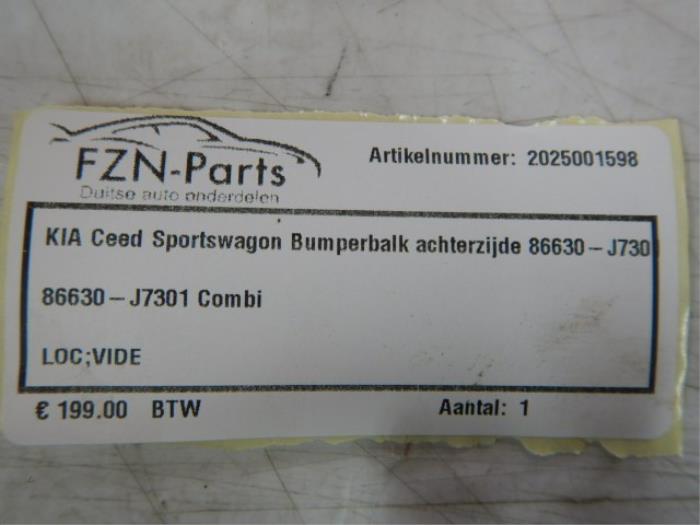 FZN-Parts
Duitse auto onderdelen
Artikelnummer: 2025001598
KIA Ceed Sportswagon Bumperbalk achterzijde 86630-J730
86630-J7301 Combi
LOC;VIDE
€ 199.00 BTW
Aantal: 1